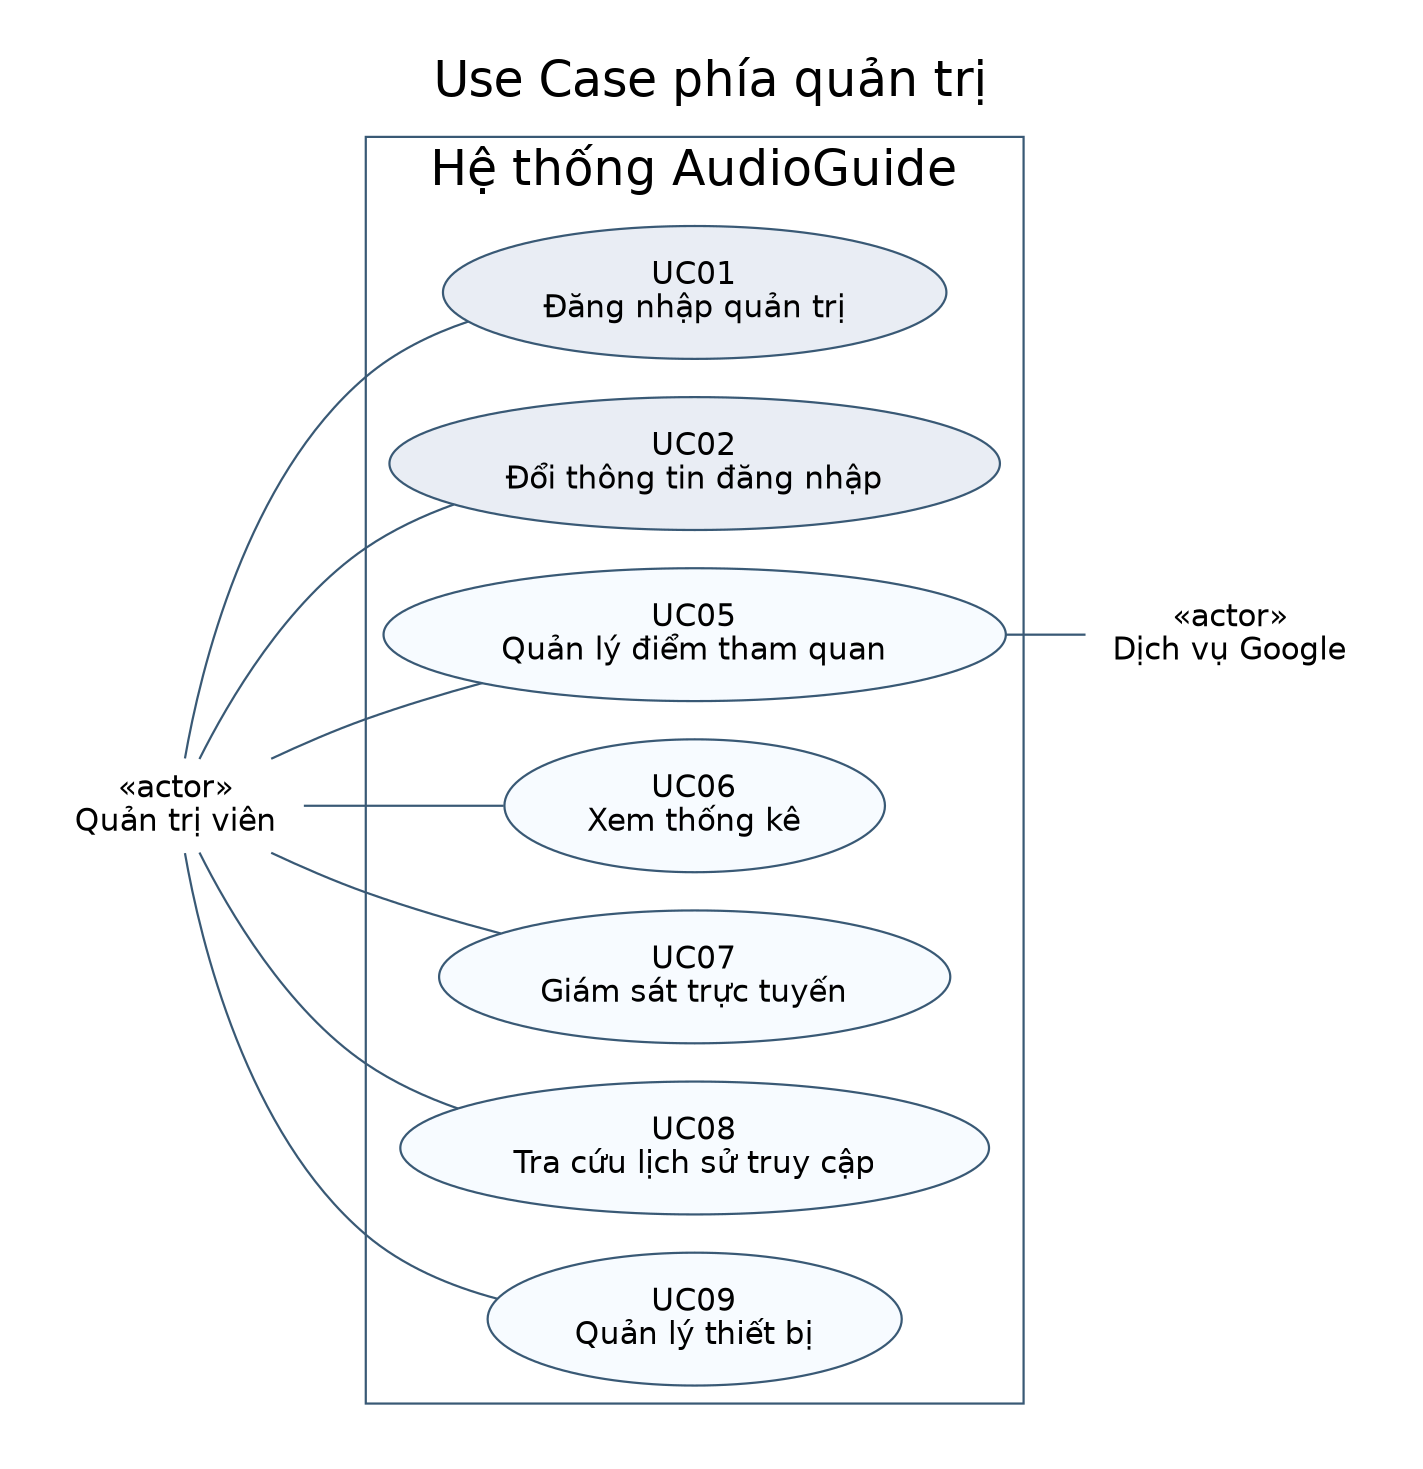 Use Case phía quản trị
Hệ thống AudioGuide
UC01
Đăng nhập quản trị
UC02
Đổi thông tin đăng nhập
UC05
Quản lý điểm tham quan
«actor»
Dịch vụ Google
«actor»
Quản trị viên
UC06
Xem thống kê
UC07
Giám sát trực tuyến
UC08
Tra cứu lịch sử truy cập
UC09
Quản lý thiết bị